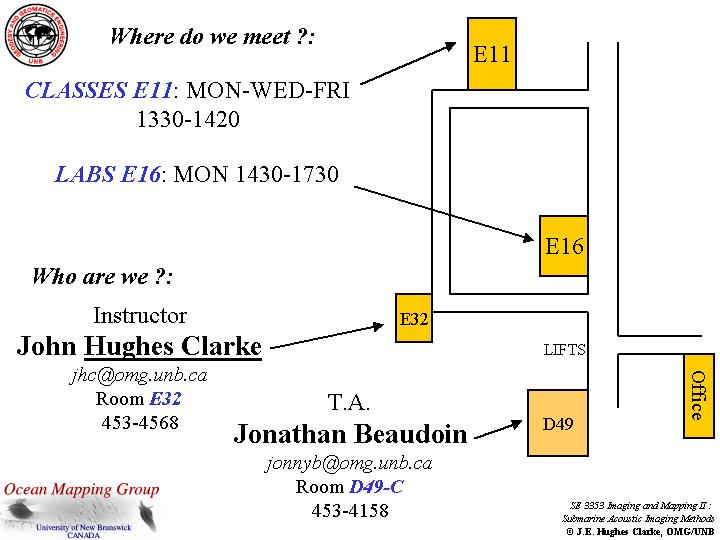 GEODESY AND GEOMATICS ENGINEERING
UNB
Where do we meet ?:
E11
CLASSES E11: MON-WED-FRI
1330-1420
LABS E16: MON 1430-1730
E16
Who are we ?:
Instructor
E32
John Hughes Clarke
LIFTS
jhc@omg.unb.ca
Room E32
453-4568
Office
T.A.
D49
Jonathan Beaudoin
jonnyb@omg.unb.ca
Room D49-C
453-4158
Ocean Mapping Group
University of New Brunswick
CANADA
SE 3353 Imaging and Mapping II :
Submarine Acoustic Imaging Methods
© J.E. Hughes Clarke, OMG/UNB